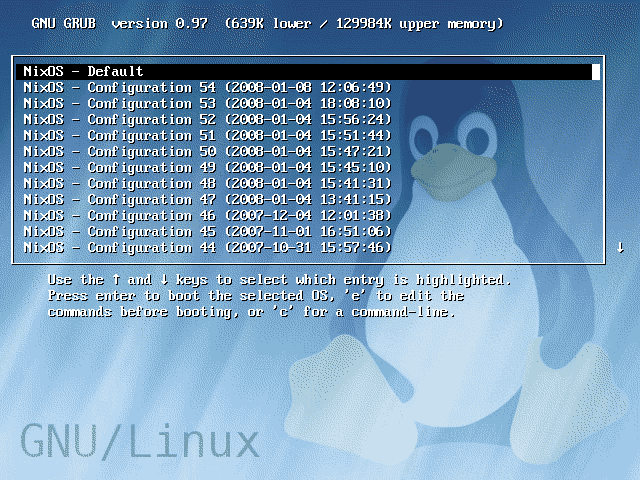 GNU GRUB  version 0.97  (639K lower / 129984K upper memory)
NixOS - Default
NixOS - Configuration 54 (2008-01-08 12:06:49)
NixOS - Configuration 53 (2008-01-04 18:08:10)
NixOS - Configuration 52 (2008-01-04 15:56:24)
NixOS - Configuration 51 (2008-01-04 15:51:44)
NixOS - Configuration 50 (2008-01-04 15:47:21)
NixOS - Configuration 49 (2008-01-04 15:45:10)
NixOS - Configuration 48 (2008-01-04 15:41:31)
NixOS - Configuration 47 (2008-01-04 13:41:15)
NixOS - Configuration 46 (2007-12-04 12:01:38)
NixOS - Configuration 45 (2007-11-01 16:51:06)
NixOS - Configuration 44 (2007-10-31 15:57:46) ↓
Use the ↑ and ↓ keys to select which entry is highlighted.
Press enter to boot the selected OS, 'e' to edit the
commands before booting, or 'c' for a command-line.
GNU/Linux